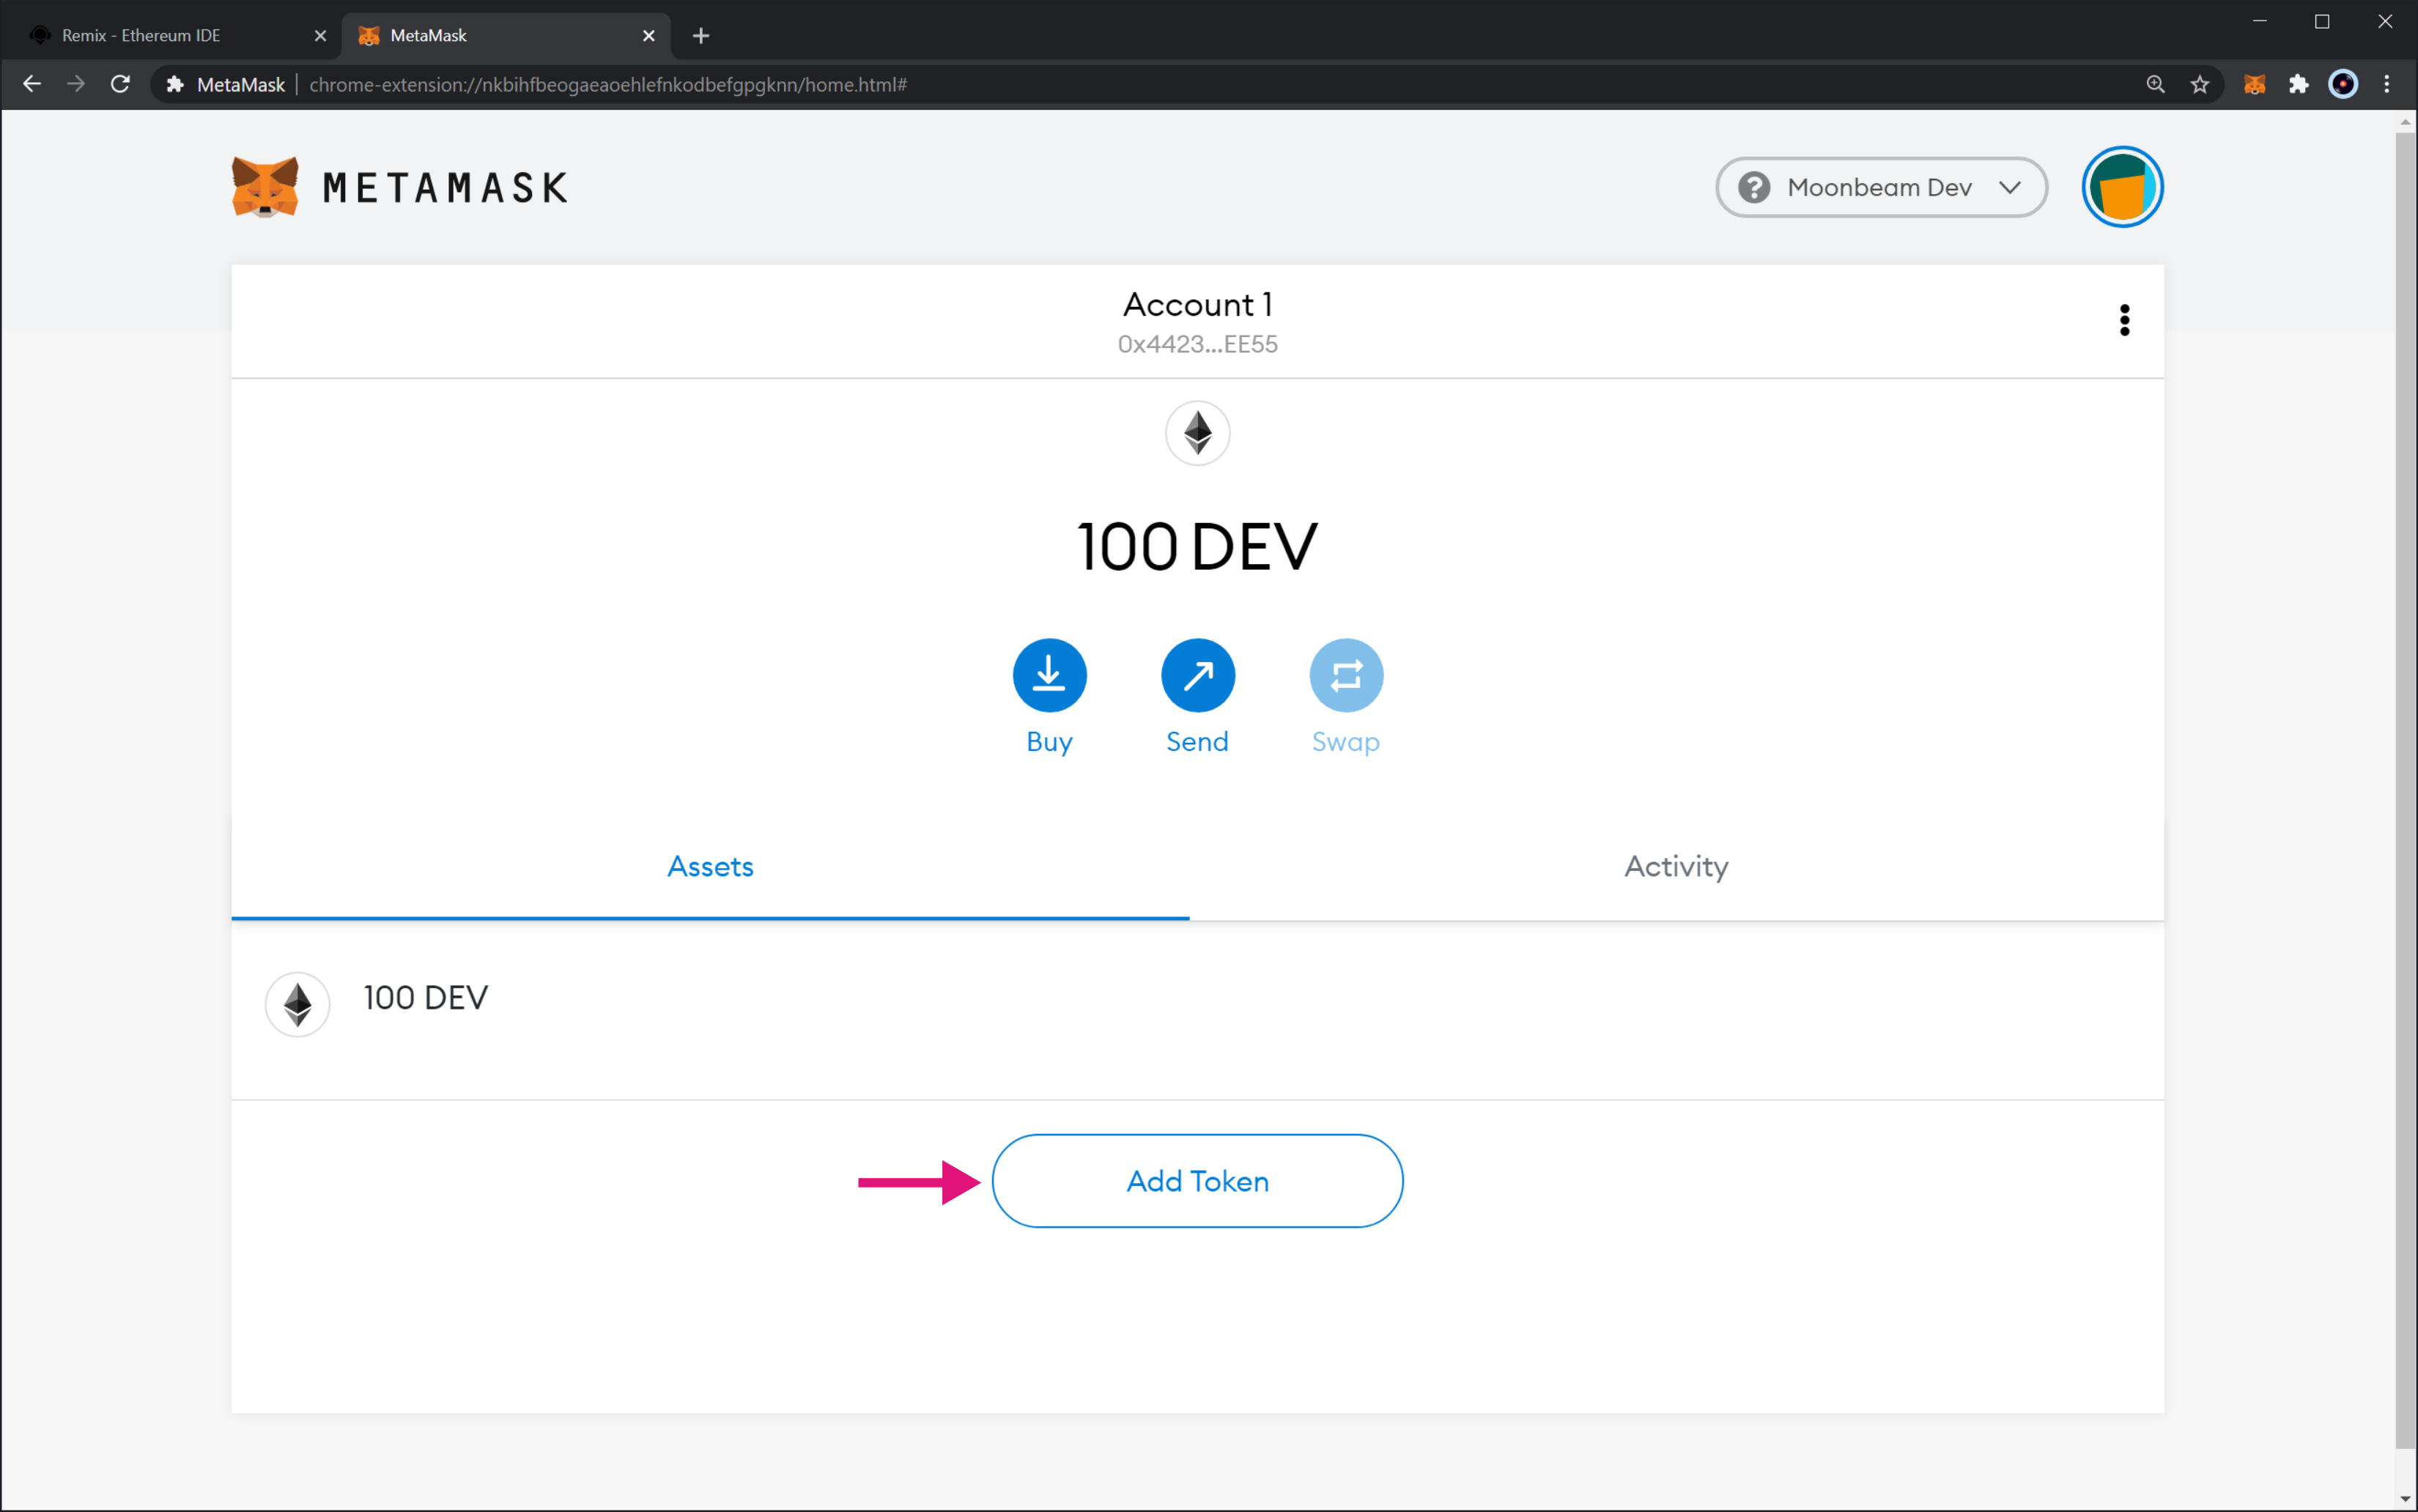 Remix - Ethereum IDE
MetaMask
MetaMask | chrome-extension://nkbihfbeogaeaoehlefnkodbefgpgknn/home.html#
METAMASK
? Moonbeam Dev
Account 1
0x4423...EE55
100 DEV
Buy Send Swap
Assets Activity
100 DEV
Add Token